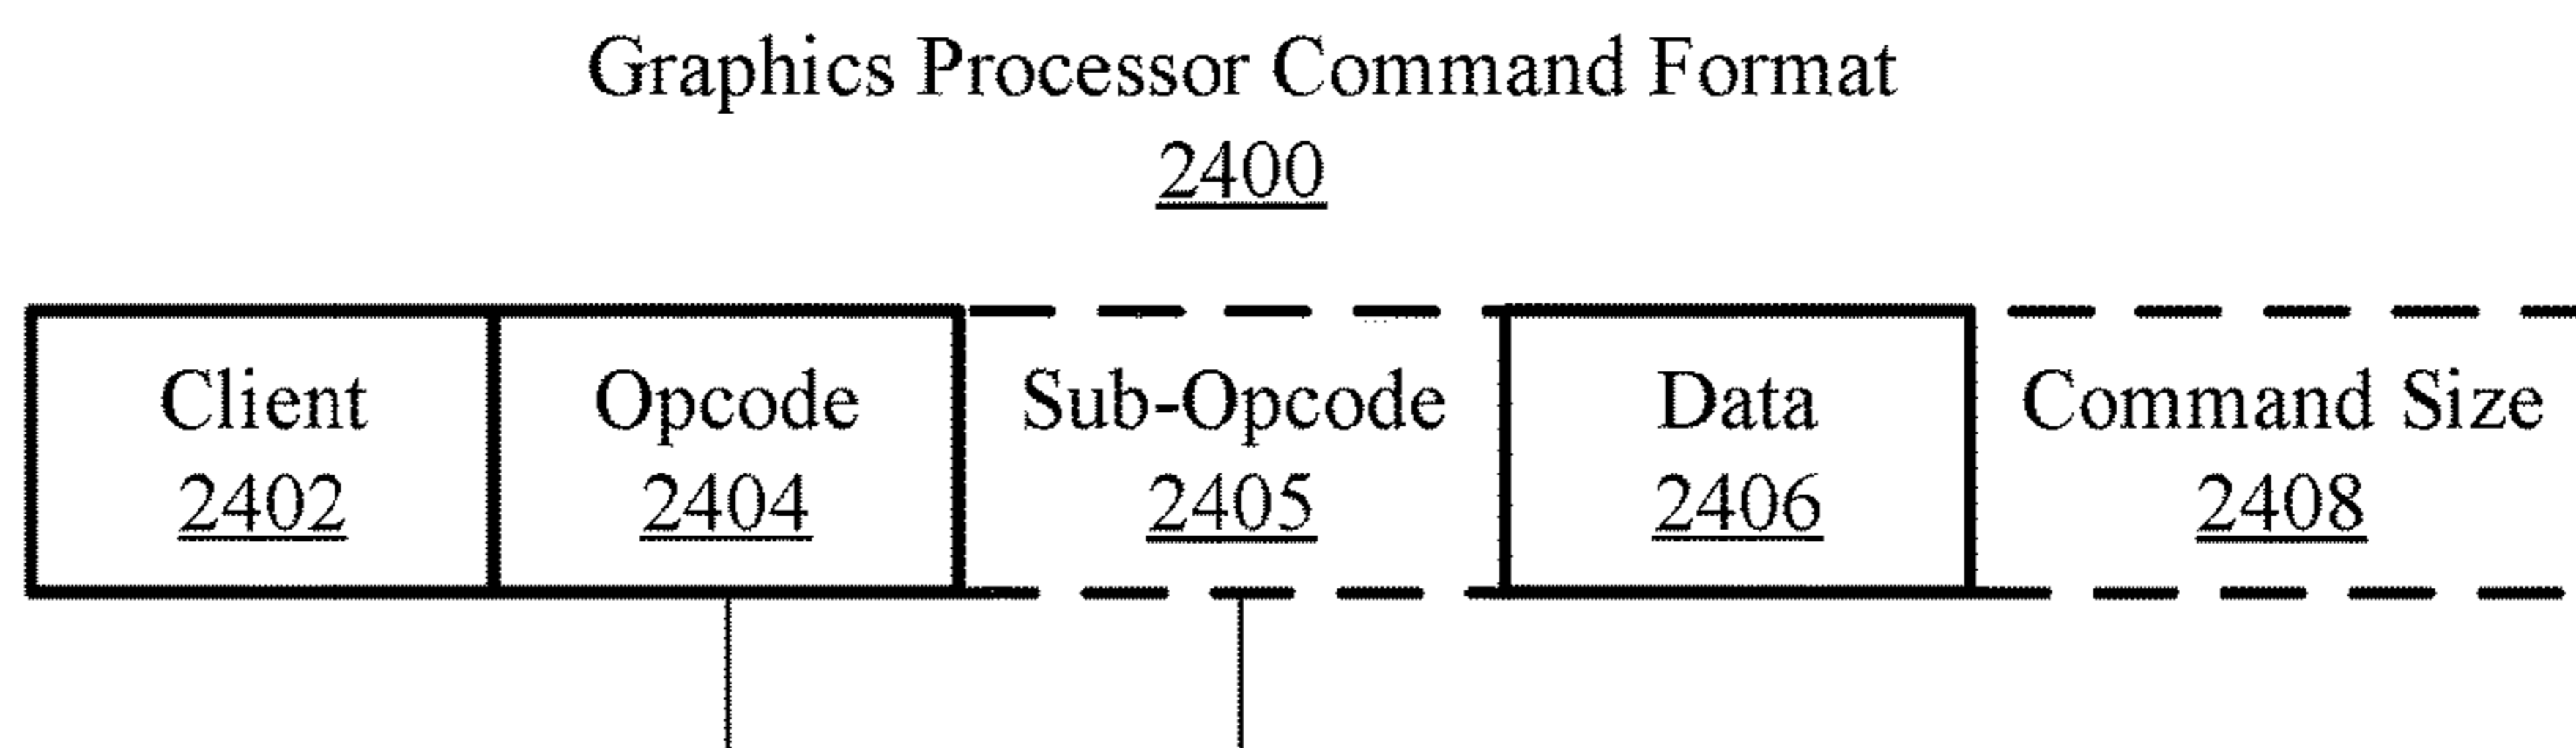 Graphics Processor Command Format
2400
Client Opcode Sub-Opcode Data Command Size
2402 2404 2405 2406 2408